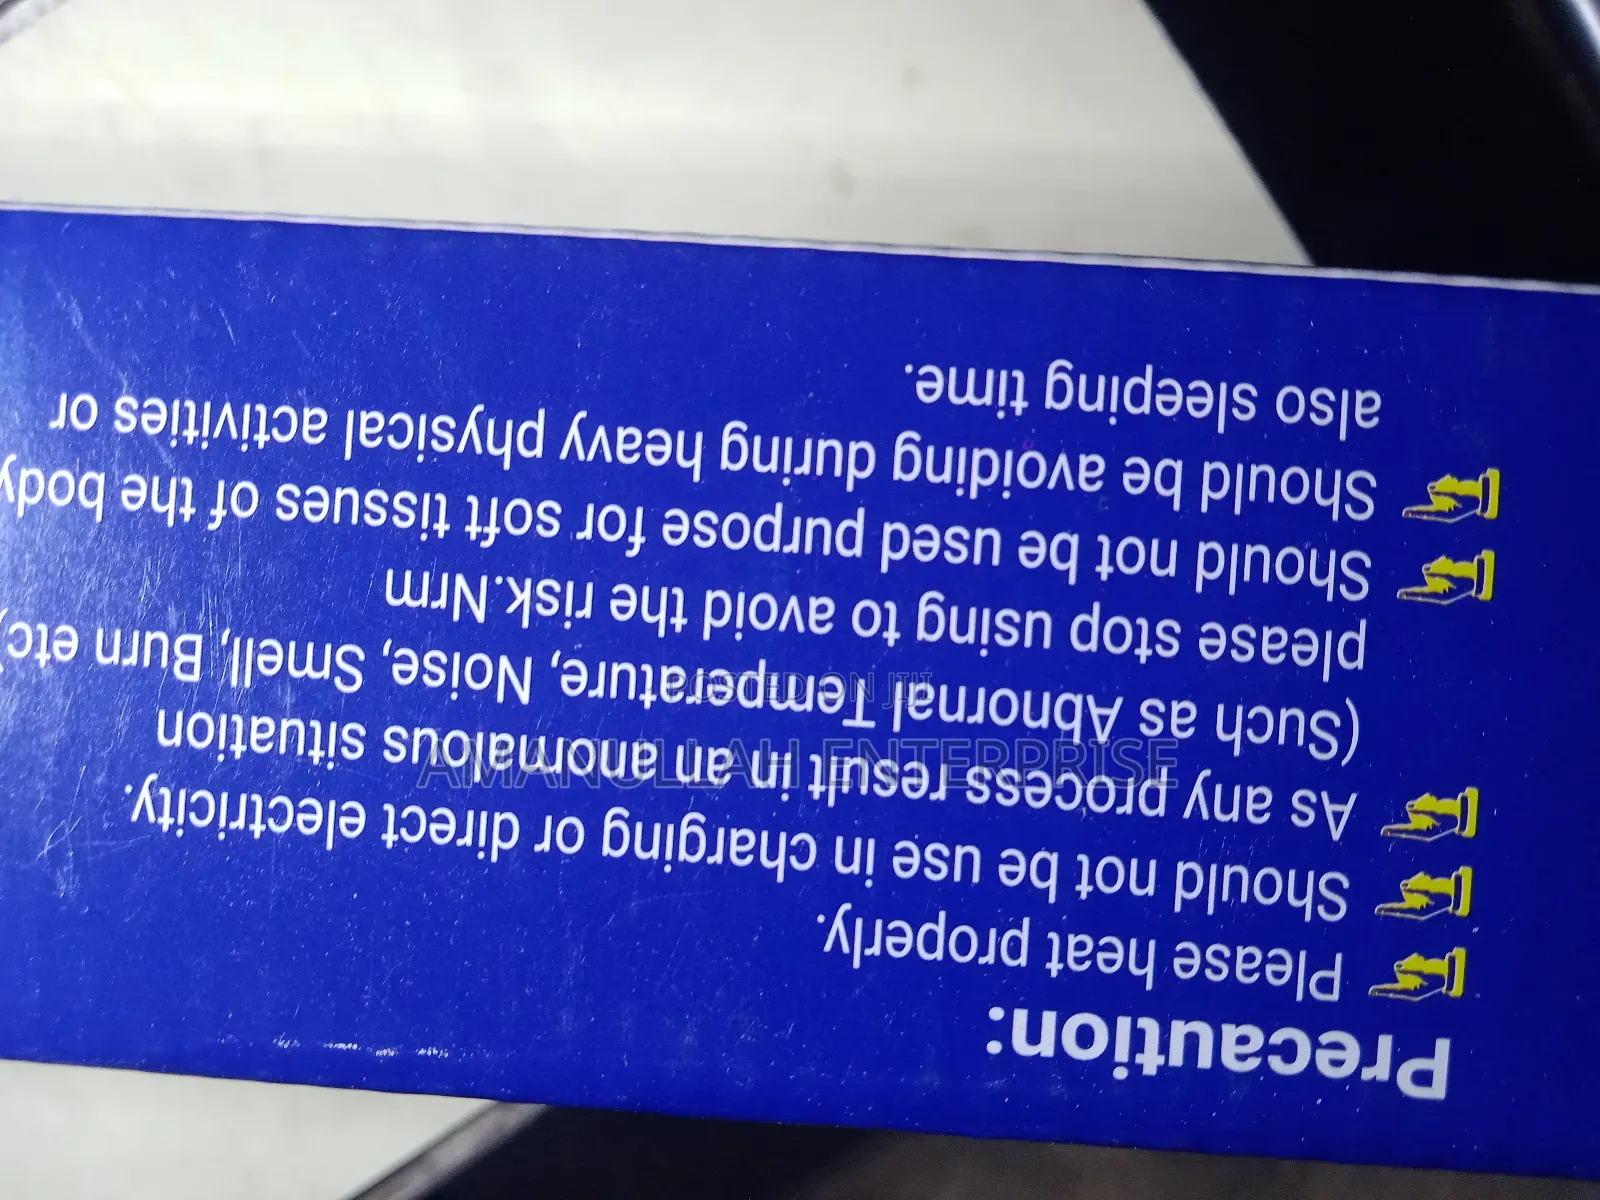 Precaution:
Please heat properly.
Should not be use in charging or direct electricity.
As any process result in an anomalous situation
(Such as Abnormal Temperature, Noise, Smell, Burn etc)
please stop using to avoid the risk.Nrm
Should not be used purpose for soft tissues of the body
Should be avoiding during heavy physical activities or
also sleeping time.
POSTED ON JIJI
AMANULLAH ENTERPRISE